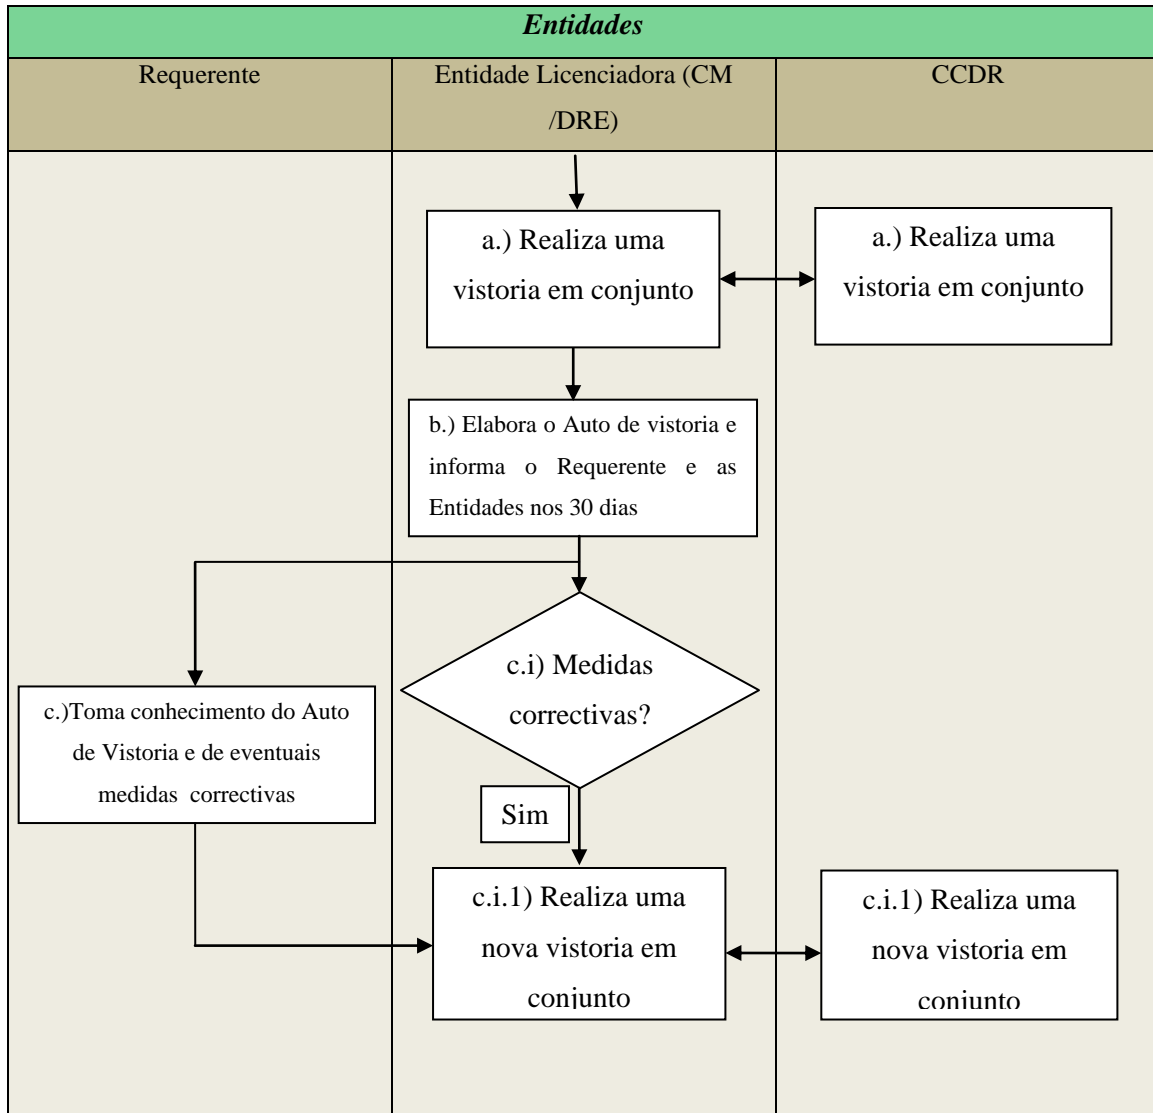 Entidades
Requerente
Entidade Licenciadora (CM
/DRE)
CCDR
a.) Realiza uma
vistoria em conjunto
a.) Realiza uma
vistoria em conjunto
b.) Elabora o Auto de vistoria e
informa o Requerente e as
Entidades nos 30 dias
c.i) Medidas
correctivas?
c.)Toma conhecimento do Auto
de Vistoria e de eventuais
medidas correctivas
Sim
c.i.1) Realiza uma
nova vistoria em
conjunto
c.i.1) Realiza uma
nova vistoria em
conjunto